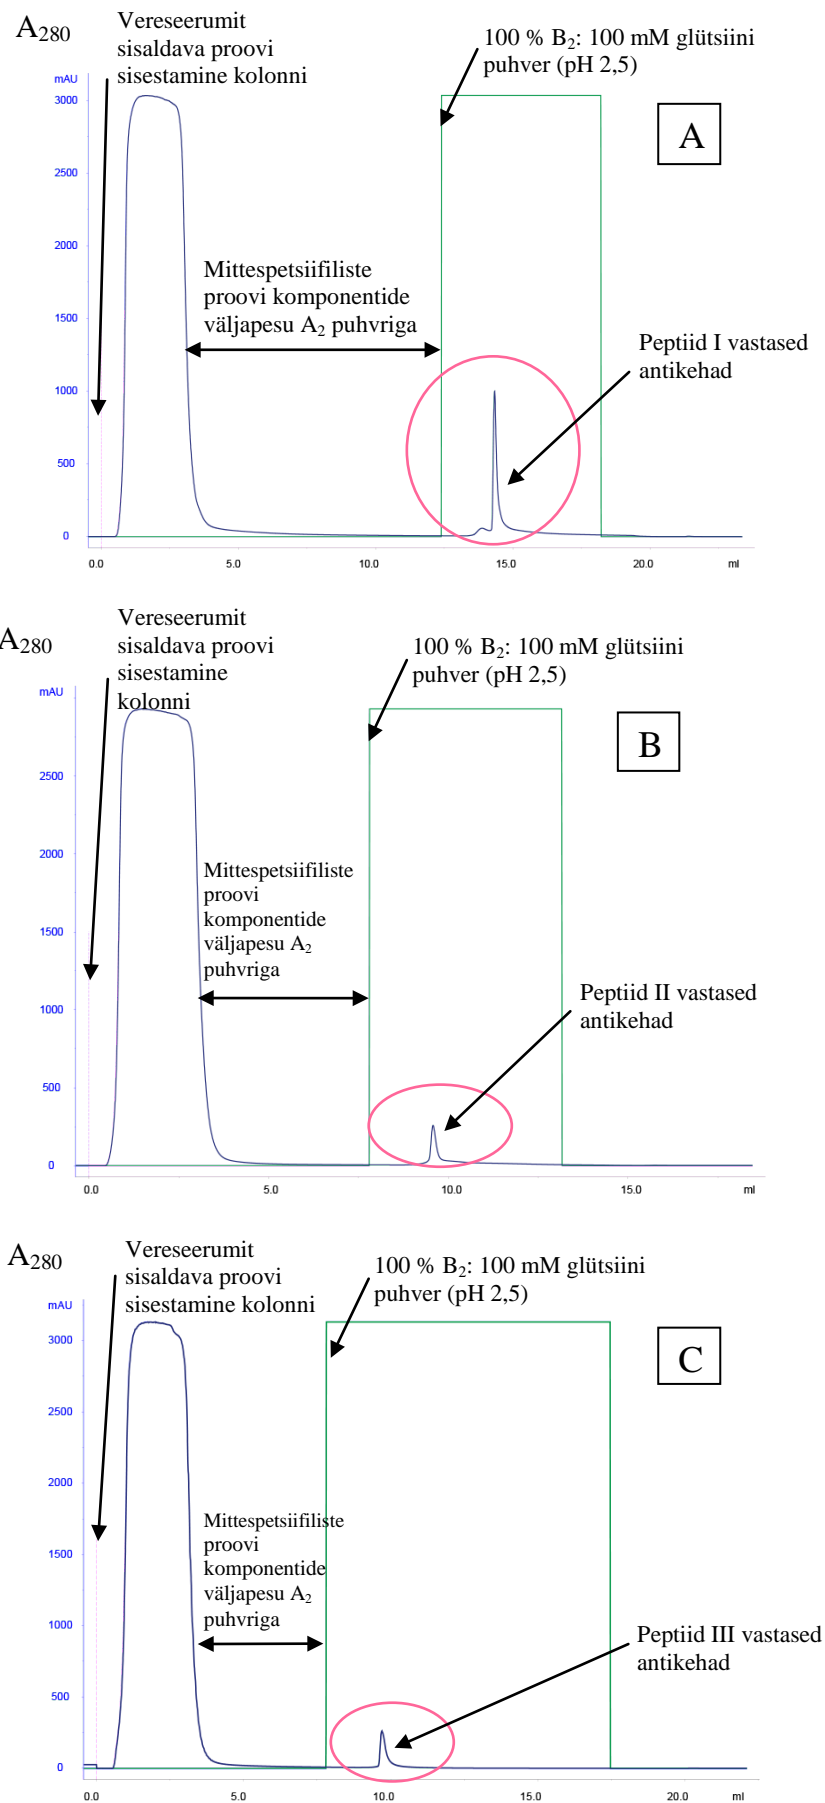 A280
Vereseerumit
sisaldava proovi
sisestamine kolonni
100 % B2: 100 mM glütsiini
puhver (pH 2,5)
A
mAU
3000
2500
2000
1500
1000
500
0
Mittespetsiifiliste
proovi komponentide
väljapesu A2 puhvriga
Peptiid I vastased
antikehad
0.0 5.0 10.0 15.0 20.0 ml
A280
Vereseerumit
sisaldava proovi
sisestamine
kolonni
100 % B2: 100 mM glütsiini
puhver (pH 2,5)
B
mAU
2500
2000
1500
1000
500
0
Mittespetsiifiliste
proovi
komponentide
väljapesu A2
puhvriga
Peptiid II vastased
antikehad
0.0 5.0 10.0 15.0 ml
A280
Vereseerumit
sisaldava proovi
sisestamine kolonni
100 % B2: 100 mM glütsiini
puhver (pH 2,5)
C
mAU
3000
2500
2000
1500
1000
500
0
Mittespetsiifiliste
proovi
komponentide
väljapesu A2
puhvriga
Peptiid III vastased
antikehad
0.0 5.0 10.0 15.0 20.0 ml